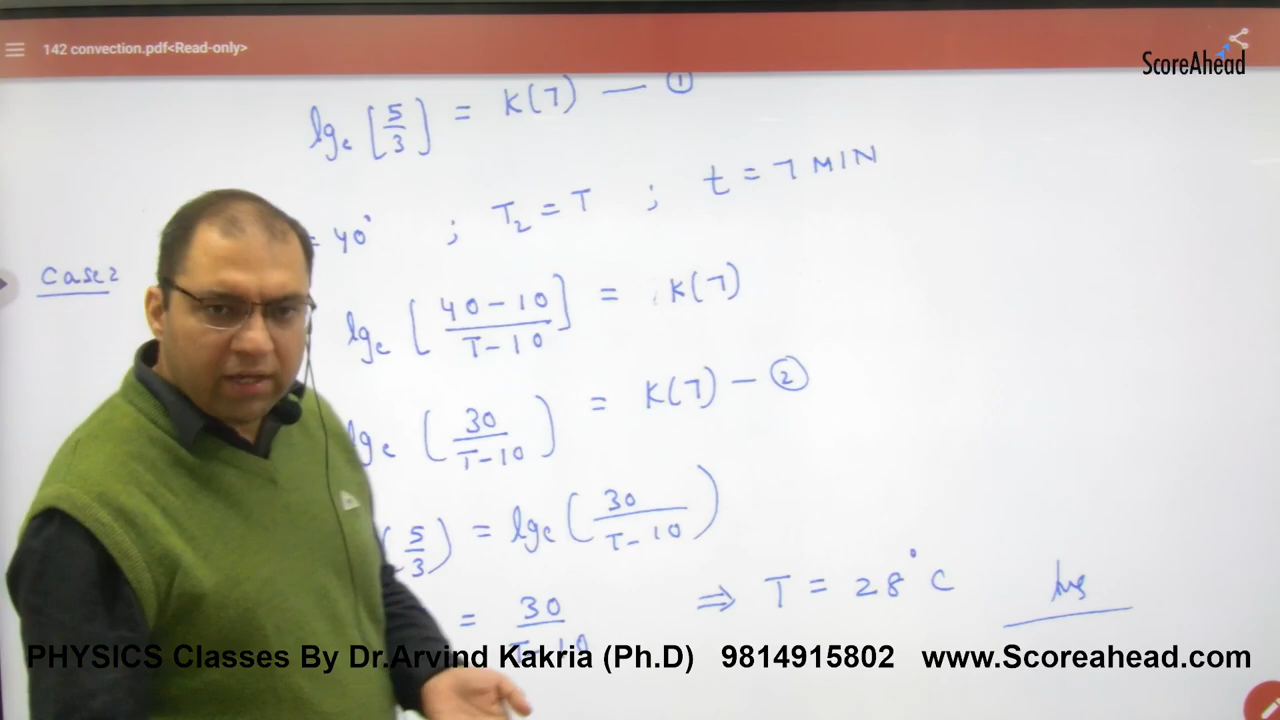 142 convection.pdf<Read-only>
ScoreAhead
lge [5/3] = K(7) — ①
= 40° ; T₂ = T ; t = 7 MIN
Case 2
lge [40-10/T-10] = K(7)
lge (30/T-10) = K(7) — ②
(5/3) = lge (30/T-10)
= 30/T-10 ⇒ T = 28°C Ans
PHYSICS Classes By Dr.Arvind Kakria (Ph.D) 9814915802 www.Scoreahead.com